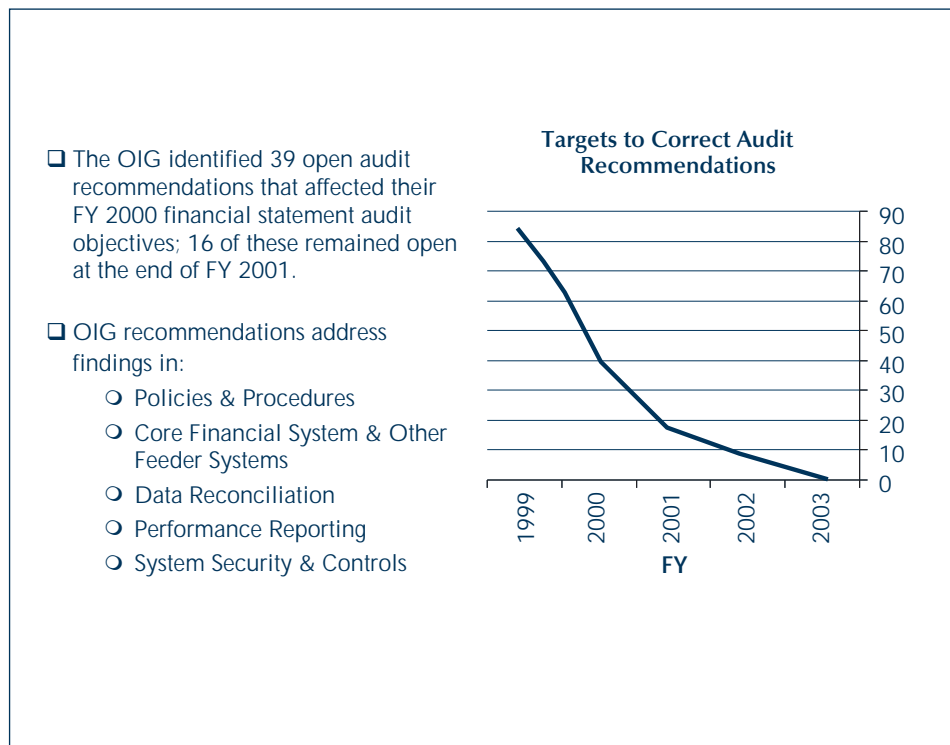 ❑ The OIG identified 39 open audit
recommendations that affected their
FY 2000 financial statement audit
objectives; 16 of these remained open
at the end of FY 2001.
❑ OIG recommendations address
findings in:
❍ Policies & Procedures
❍ Core Financial System & Other
Feeder Systems
❍ Data Reconciliation
❍ Performance Reporting
❍ System Security & Controls
Targets to Correct Audit
Recommendations
90
80
70
60
50
40
30
20
10
0
1999
2000
2001
2002
2003
FY